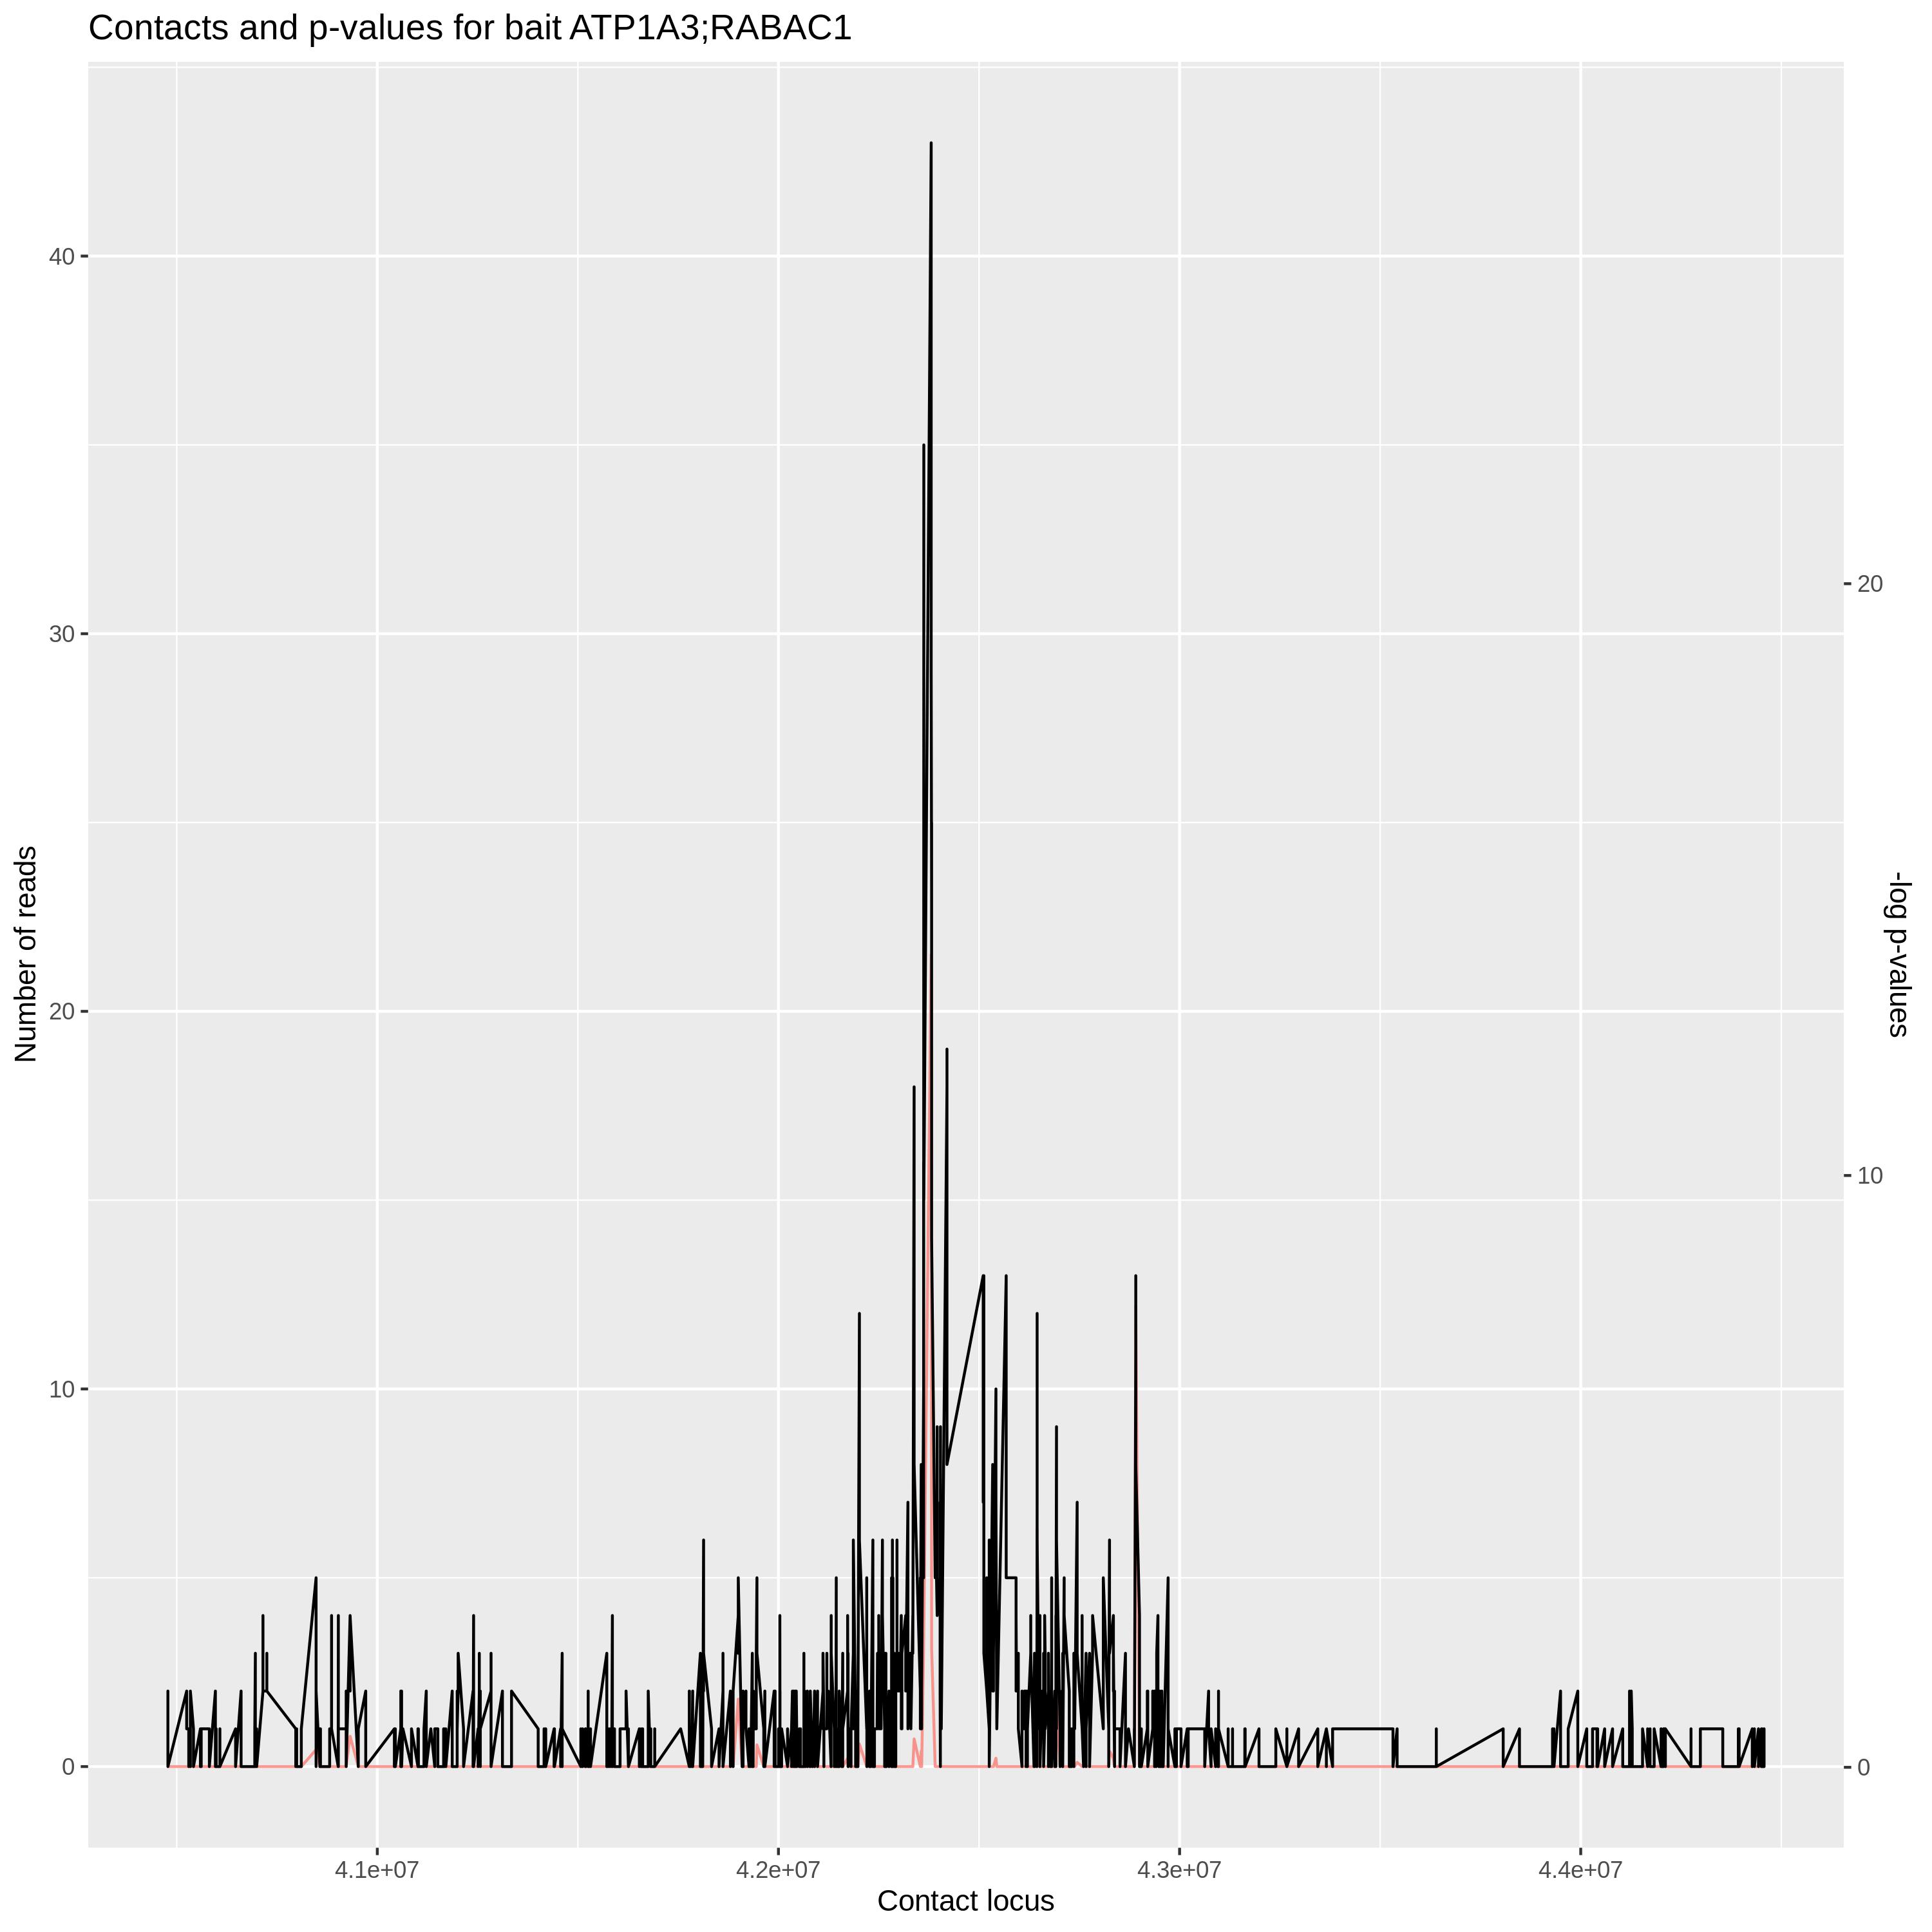 Contacts and p-values for bait ATP1A3;RABAC1
40
30
20
10
0
Number of reads
20
10
0
-log p-values
4.1e+07
4.2e+07
4.3e+07
4.4e+07
Contact locus